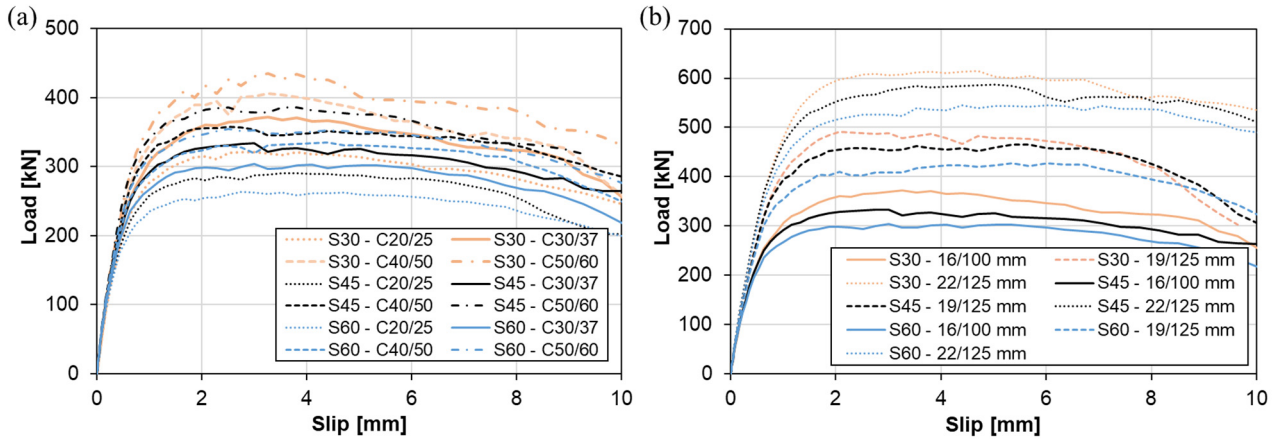 (a)
500
400
300
200
100
0
Load [kN]
0 2 4 6 8 10
Slip [mm]
S30 - C20/25 S30 - C30/37
S30 - C40/50 S30 - C50/60
S45 - C20/25 S45 - C30/37
S45 - C40/50 S45 - C50/60
S60 - C20/25 S60 - C30/37
S60 - C40/50 S60 - C50/60
(b)
700
600
500
400
300
200
100
0
Load [kN]
0 2 4 6 8 10
Slip [mm]
S30 - 16/100 mm S30 - 19/125 mm
S30 - 22/125 mm S45 - 16/100 mm
S45 - 19/125 mm S45 - 22/125 mm
S60 - 16/100 mm S60 - 19/125 mm
S60 - 22/125 mm